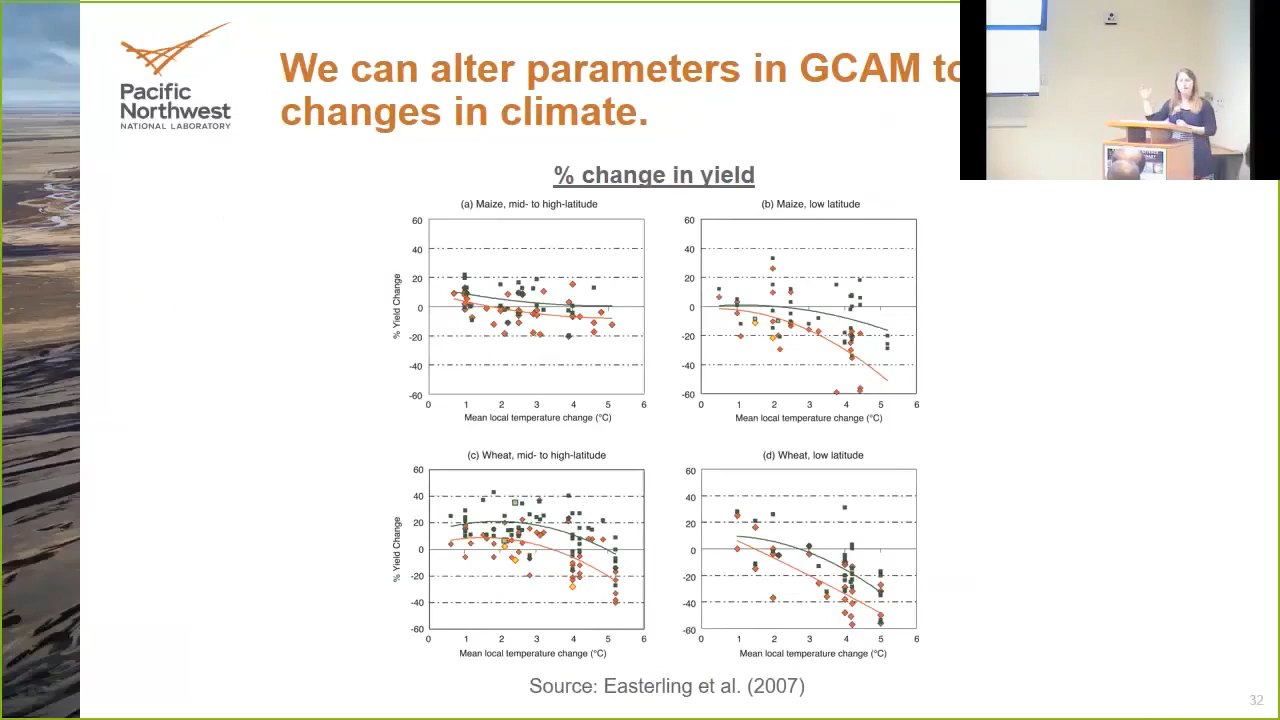 Pacific
Northwest
NATIONAL LABORATORY
We can alter parameters in GCAM to
changes in climate.
% change in yield
(a) Maize, mid- to high-latitude
60
40
20
0
-20
-40
-60
% Yield Change
0 1 2 3 4 5 6
Mean local temperature change (°C)
(b) Maize, low latitude
60
40
20
0
-20
-40
-60
0 1 2 3 4 5 6
Mean local temperature change (°C)
(c) Wheat, mid- to high-latitude
60
40
20
0
-20
-40
-60
% Yield Change
0 1 2 3 4 5 6
Mean local temperature change (°C)
(d) Wheat, low latitude
60
40
20
0
-20
-40
-60
0 1 2 3 4 5 6
Mean local temperature change (°C)
Source: Easterling et al. (2007)
32